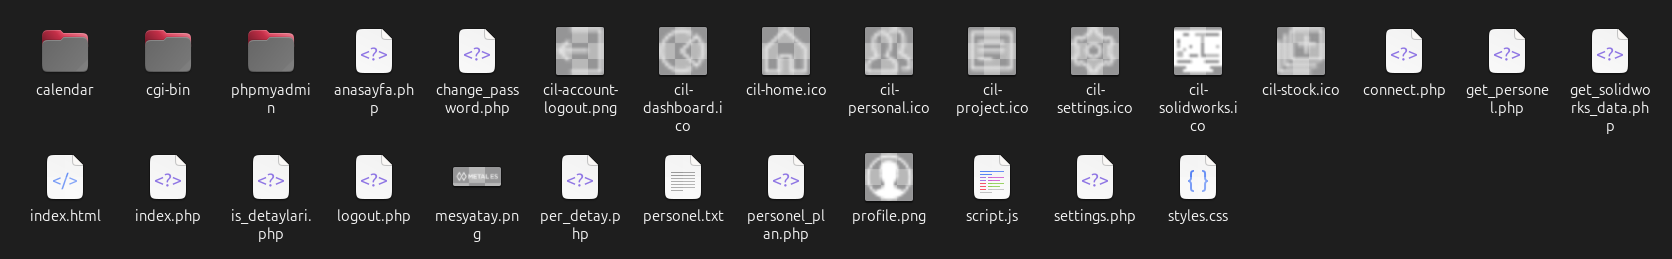 calendar
cgi-bin
phpmyadmi
n
anasayfa.ph
p
change_pass
word.php
cil-account-
logout.png
cil-
dashboard.i
co
cil-home.ico
cil-
personal.ico
cil-
project.ico
cil-
settings.ico
cil-
solidworks.i
co
cil-stock.ico
connect.php
get_persone
l.php
get_solidwo
rks_data.ph
p
index.html
index.php
is_detaylari.
php
logout.php
mesyatay.pn
g
per_detay.p
hp
personel.txt
personel_pl
an.php
profile.png
script.js
settings.php
styles.css